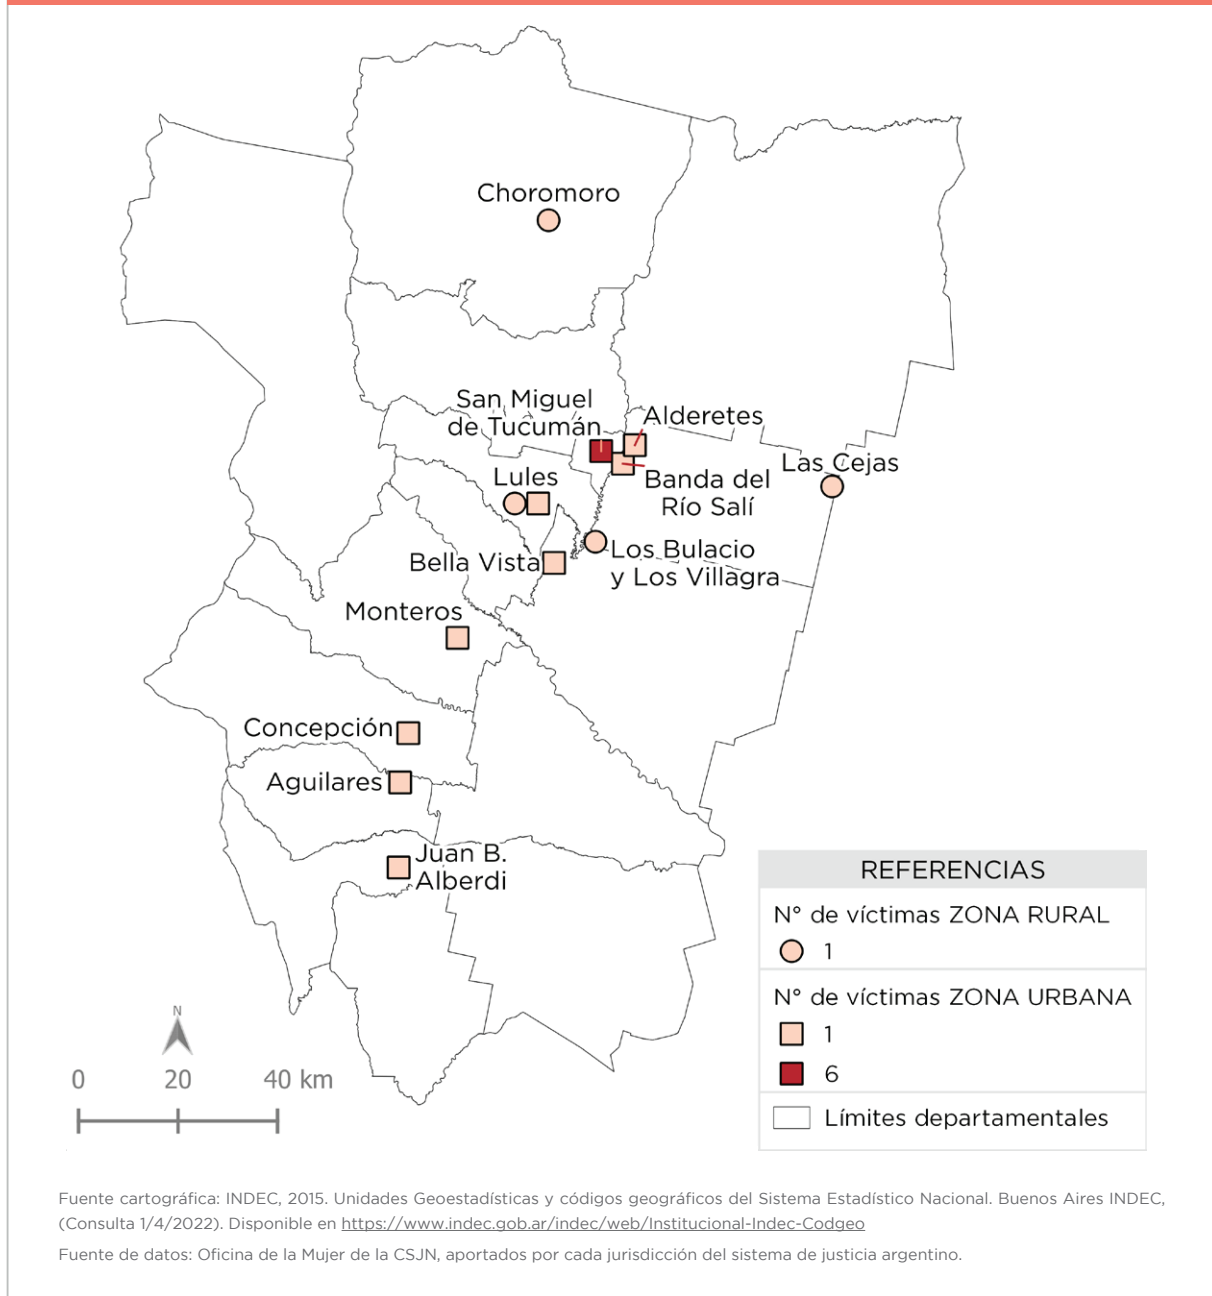 Choromoro
San Miguel
de Tucumán
Alderetes
Las Cejas
Banda del
Río Salí
Lules
Los Bulacio
y Los Villagra
Bella Vista
Monteros
Concepción
Aguilares
Juan B.
Alberdi
REFERENCIAS
N° de víctimas ZONA RURAL
1
N° de víctimas ZONA URBANA
1
6
Límites departamentales
N
0 20 40 km
Fuente cartográfica: INDEC, 2015. Unidades Geoestadísticas y códigos geográficos del Sistema Estadístico Nacional. Buenos Aires INDEC,
(Consulta 1/4/2022). Disponible en https://www.indec.gob.ar/indec/web/Institucional-Indec-Codgeo
Fuente de datos: Oficina de la Mujer de la CSJN, aportados por cada jurisdicción del sistema de justicia argentino.